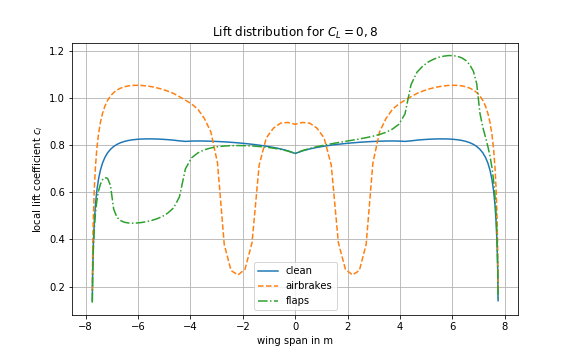 Lift distribution for C_L = 0, 8
local lift coefficient c_l
1.2
1.0
0.8
0.6
0.4
0.2
clean
airbrakes
flaps
−8 −6 −4 −2 0 2 4 6 8
wing span in m